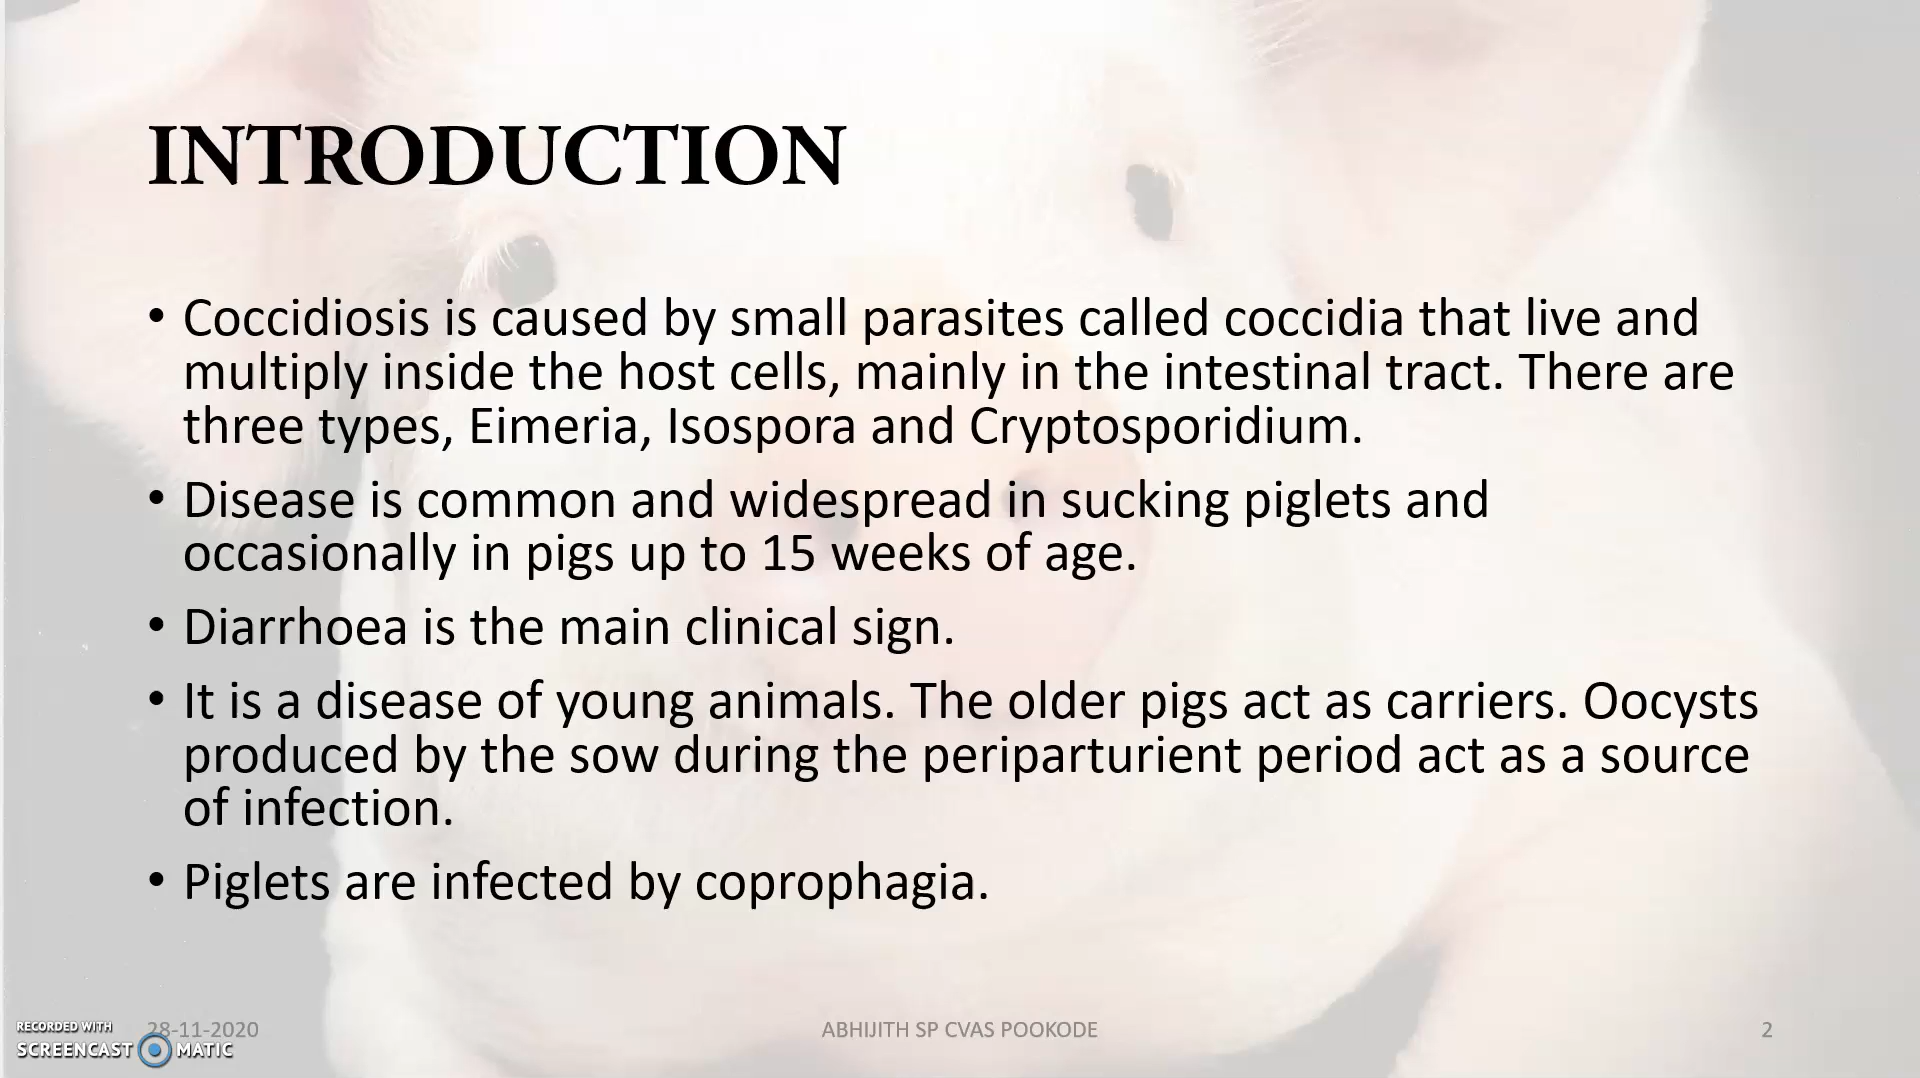 INTRODUCTION
• Coccidiosis is caused by small parasites called coccidia that live and
multiply inside the host cells, mainly in the intestinal tract. There are
three types, Eimeria, Isospora and Cryptosporidium.
• Disease is common and widespread in sucking piglets and
occasionally in pigs up to 15 weeks of age.
• Diarrhoea is the main clinical sign.
• It is a disease of young animals. The older pigs act as carriers. Oocysts
produced by the sow during the periparturient period act as a source
of infection.
• Piglets are infected by coprophagia.
28-11-2020
ABHIJITH SP CVAS POOKODE
2
RECORDED WITH
SCREENCAST MATIC